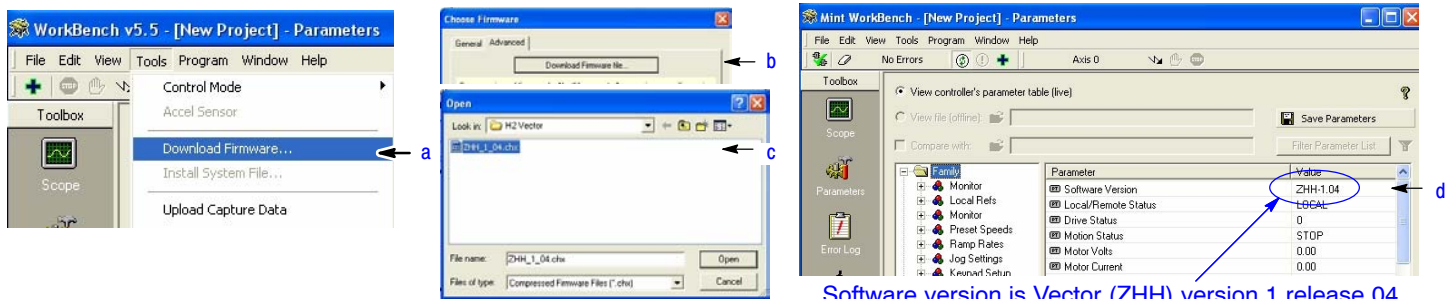 WorkBench v5.5 - [New Project] - Parameters
File Edit View Tools Program Window Help
Toolbox
Scope
Control Mode
Accel Sensor
Download Firmware...
Install System File...
Upload Capture Data
a
Choose Firmware
General Advanced
Download Firmware file...
b
Open
Look in: H2 Vector
ZHH_1_04.chx
c
File name: ZHH_1_04.chx
Open
Files of type: Compressed Firmware Files (*.chx)
Cancel
Mint WorkBench - [New Project] - Parameters
File Edit View Tools Program Window Help
No Errors Axis 0
Toolbox
Scope
Parameters
Error Log
View controller's parameter table (live)
View file (offline):
Save Parameters
Compare with:
Filter Parameter List
Family
Monitor
Local Refs
Monitor
Preset Speeds
Ramp Rates
Jog Settings
Keypad Setup
Parameter Value
Software Version ZHH-1.04
Local/Remote Status LOCAL
Drive Status 0
Motion Status STOP
Motor Volts 0.00
Motor Current 0.00
d
Software version is Vector (ZHH) version 1 release 04